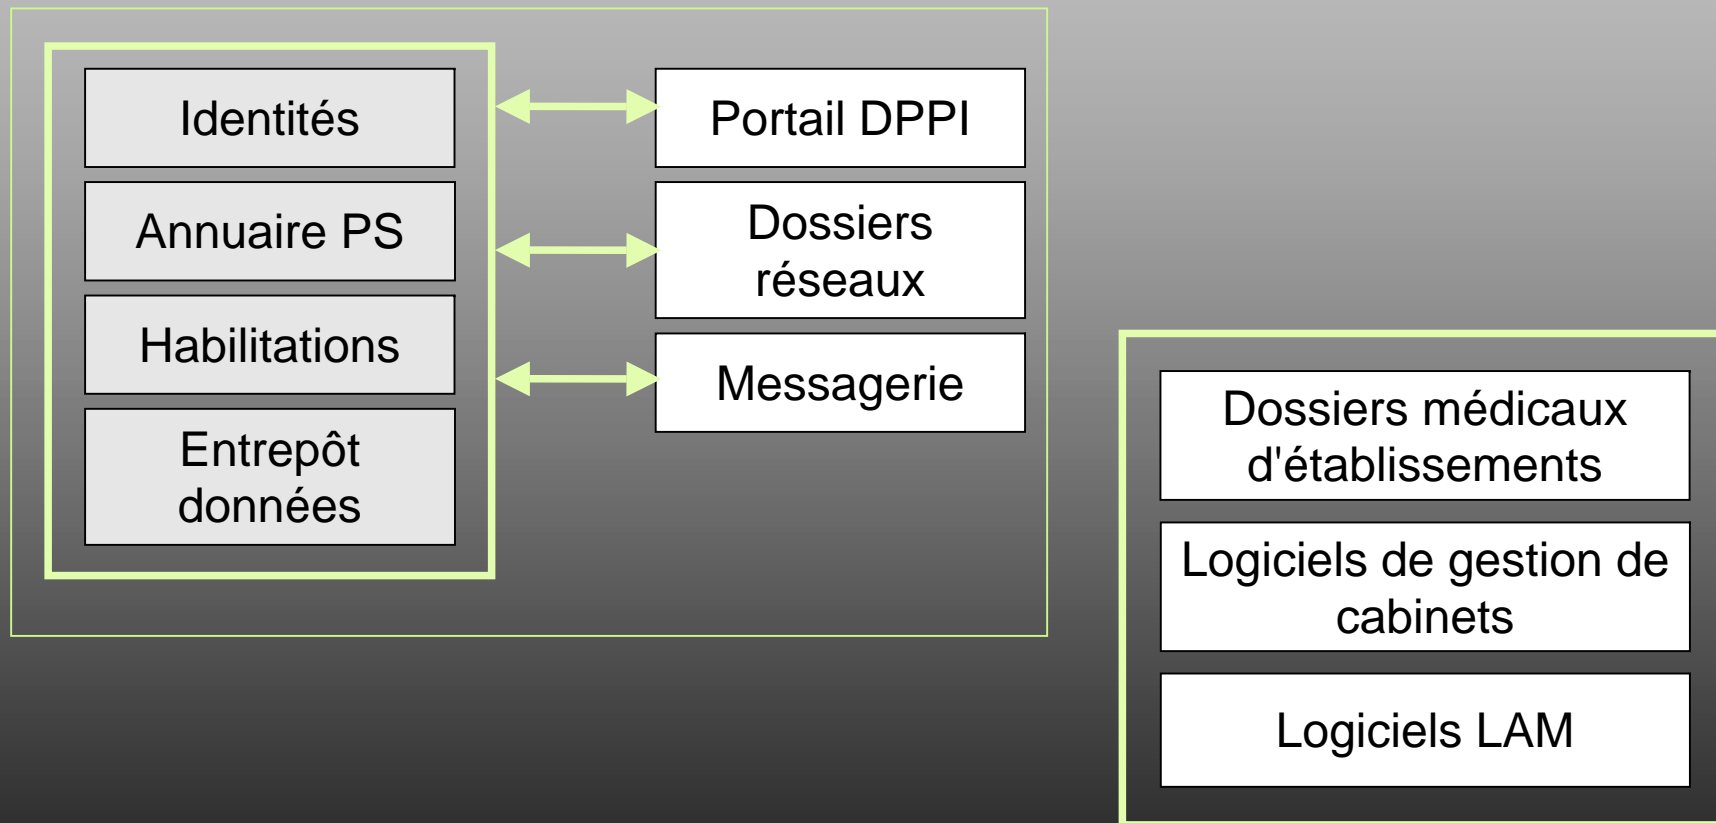 Identités
Annuaire PS
Habilitations
Entrepôt
données
Portail DPPI
Dossiers
réseaux
Messagerie
Dossiers médicaux
d'établissements
Logiciels de gestion de
cabinets
Logiciels LAM